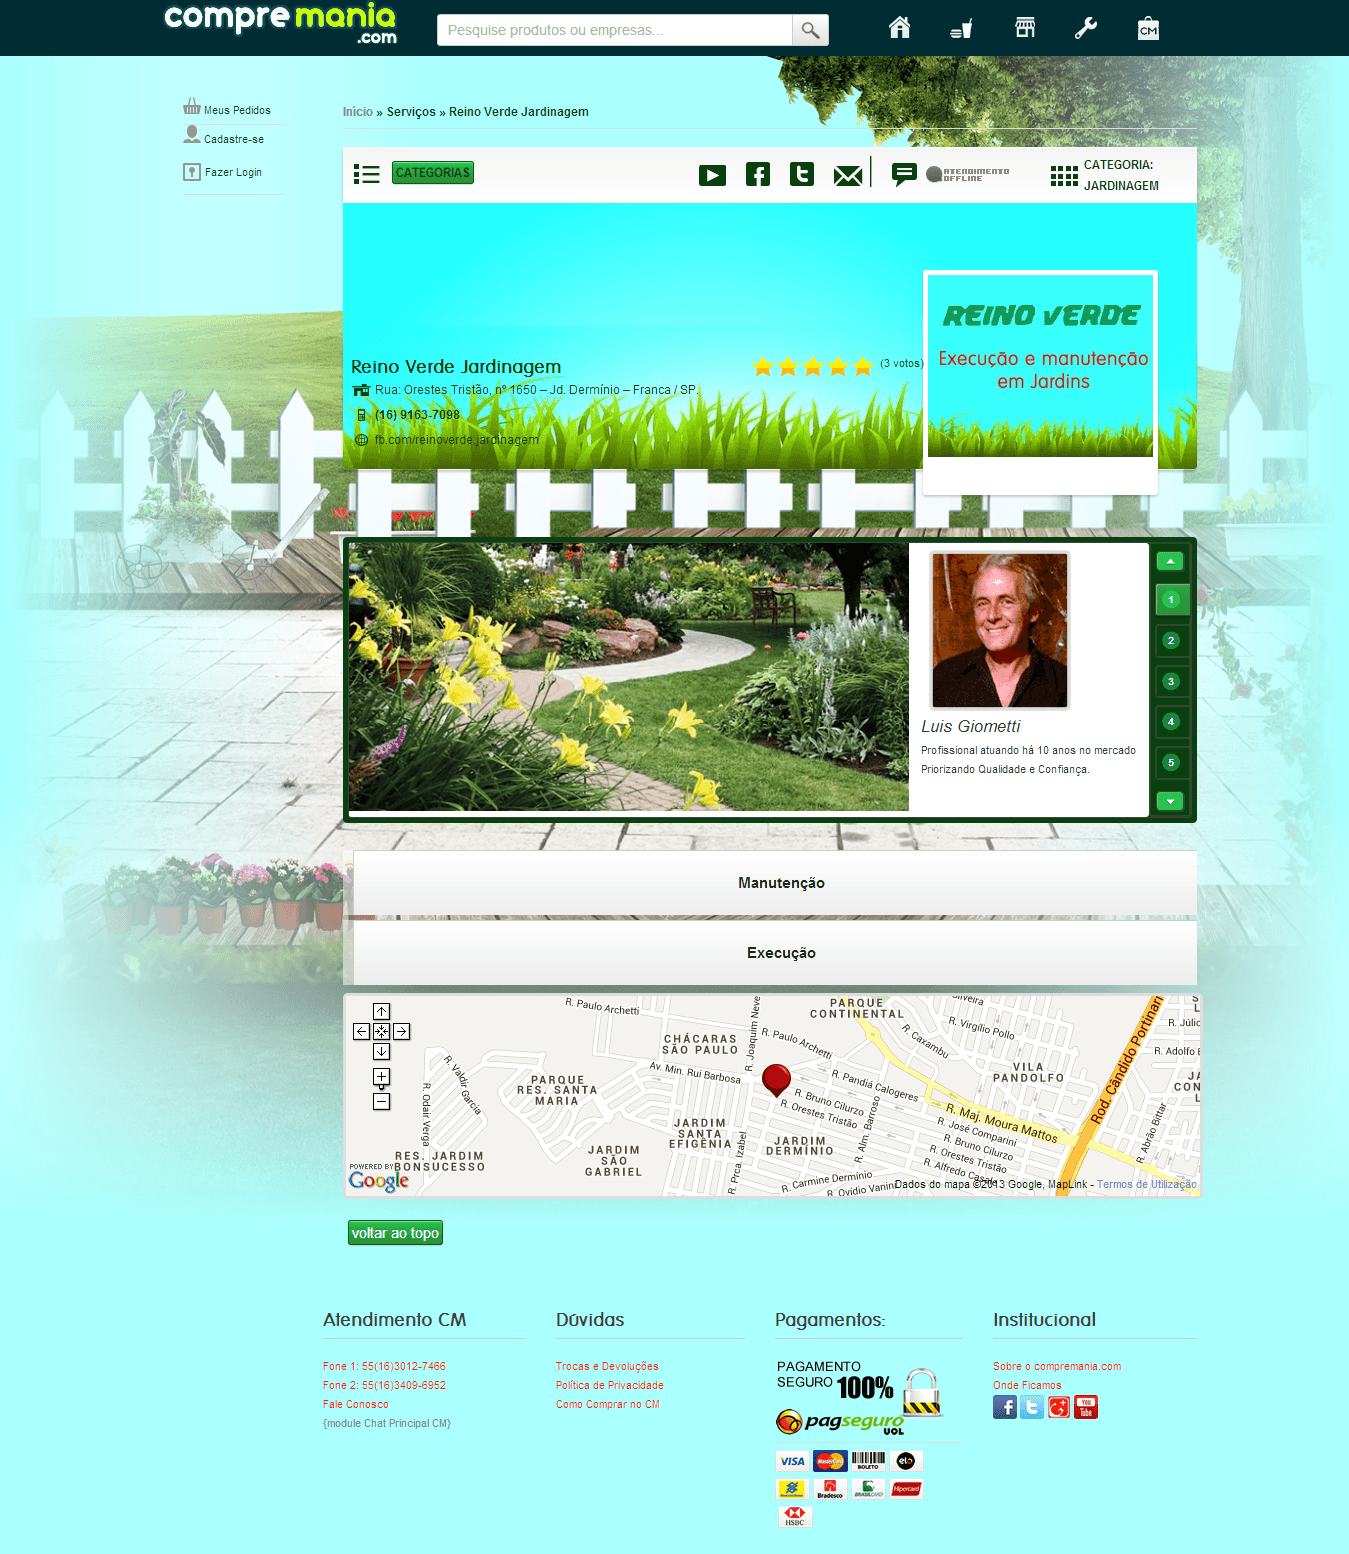 compremania
.com
Pesquise produtos ou empresas...
CM
Meus Pedidos
Cadastre-se
Fazer Login
Início » Serviços » Reino Verde Jardinagem
CATEGORIAS
ATENDIMENTO
OFFLINE
CATEGORIA:
JARDINAGEM
REINO VERDE
Execução e manutenção
em Jardins
Reino Verde Jardinagem
(3 votos)
Rua: Orestes Tristão, nº 1650 – Jd. Dermínio – Franca / SP.
(16) 9163-7098
fb.com/reinoverde.jardinagem
1
2
3
4
5
Luis Giometti
Profissional atuando há 10 anos no mercado
Priorizando Qualidade e Confiança.
Manutenção
Execução
R. Paulo Archetti
PARQUE
CONTINENTAL
R. Joaquim Neve
R. Virgílio Pollo
R. Caxambu
CHÁCARAS
SÃO PAULO
R. Paulo Archetti
R. Adolfo
Av. Min. Rui Barbosa
VILA
PANDOLFO
Rod. Cândido Portinari
R. Valdir Garcia
R. Odair Verga
PARQUE
RES. SANTA
MARIA
R. Pandiá Calogeres
R. Bruno Cilurzo
R. Orestes Tristão
R. Maj. Moura Mattos
R. Alm. Barroso
JARDIM
SANTA
EFIGÊNIA
R. Prca. Izabel
JARDIM
DERMÍNIO
R. José Comparini
R. Bruno Cilurzo
R. Orestes Tristão
R. Alfredo Casale
R. Abrão Bittar
JARDIM
SÃO
GABRIEL
RES. JARDIM
BONSUCESSO
R. Carmine Dermínio
R. Ovídio Vanini
POWERED BY
Google
Dados do mapa ©2013 Google, MapLink - Termos de Utilização
voltar ao topo
Atendimento CM
Fone 1: 55(16)3012-7466
Fone 2: 55(16)3409-6952
Fale Conosco
{module Chat Principal CM}
Dúvidas
Trocas e Devoluções
Política de Privacidade
Como Comprar no CM
Pagamentos:
PAGAMENTO
SEGURO 100%
pagseguro
UOL
VISA
MasterCard
BOLETO
elo
Bradesco
BRASILCARD
Hipercard
HSBC
Institucional
Sobre o compremania.com
Onde Ficamos
You
Tube